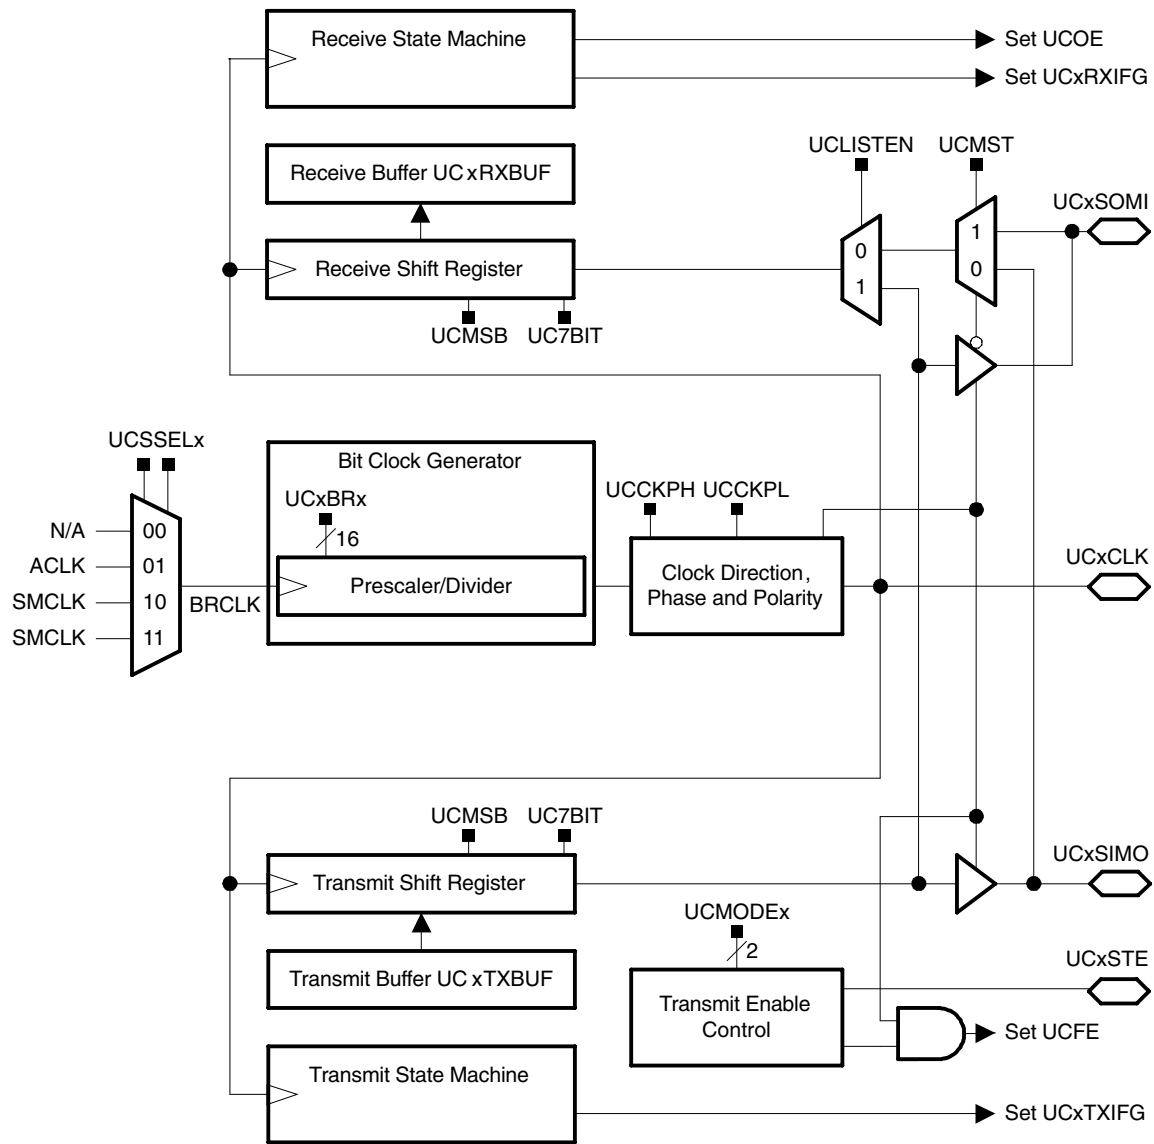 Receive State Machine
Set UCOE
Set UCxRXIFG
UCLISTEN
UCMST
Receive Buffer UC xRXBUF
UCxSOMI
0
1
1
0
Receive Shift Register
UCMSB
UC7BIT
UCSSELx
Bit Clock Generator
UCxBRx
16
UCCKPH
UCCKPL
N/A
00
ACLK
01
SMCLK
10
SMCLK
11
BRCLK
Prescaler/Divider
Clock Direction,
Phase and Polarity
UCxCLK
UCMSB
UC7BIT
Transmit Shift Register
UCxSIMO
UCMODEx
2
Transmit Buffer UC xTXBUF
UCxSTE
Transmit Enable
Control
Set UCFE
Transmit State Machine
Set UCxTXIFG